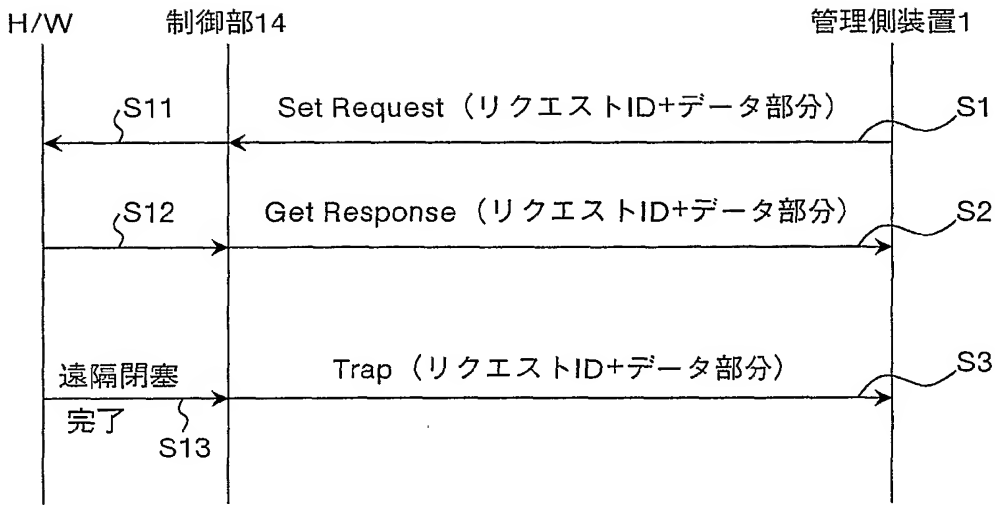 H/W 制御部14 管理側装置1
S11 Set Request（リクエストID+データ部分） S1
S12 Get Response（リクエストID+データ部分） S2
遠隔閉塞 Trap（リクエストID+データ部分） S3
完了
S13